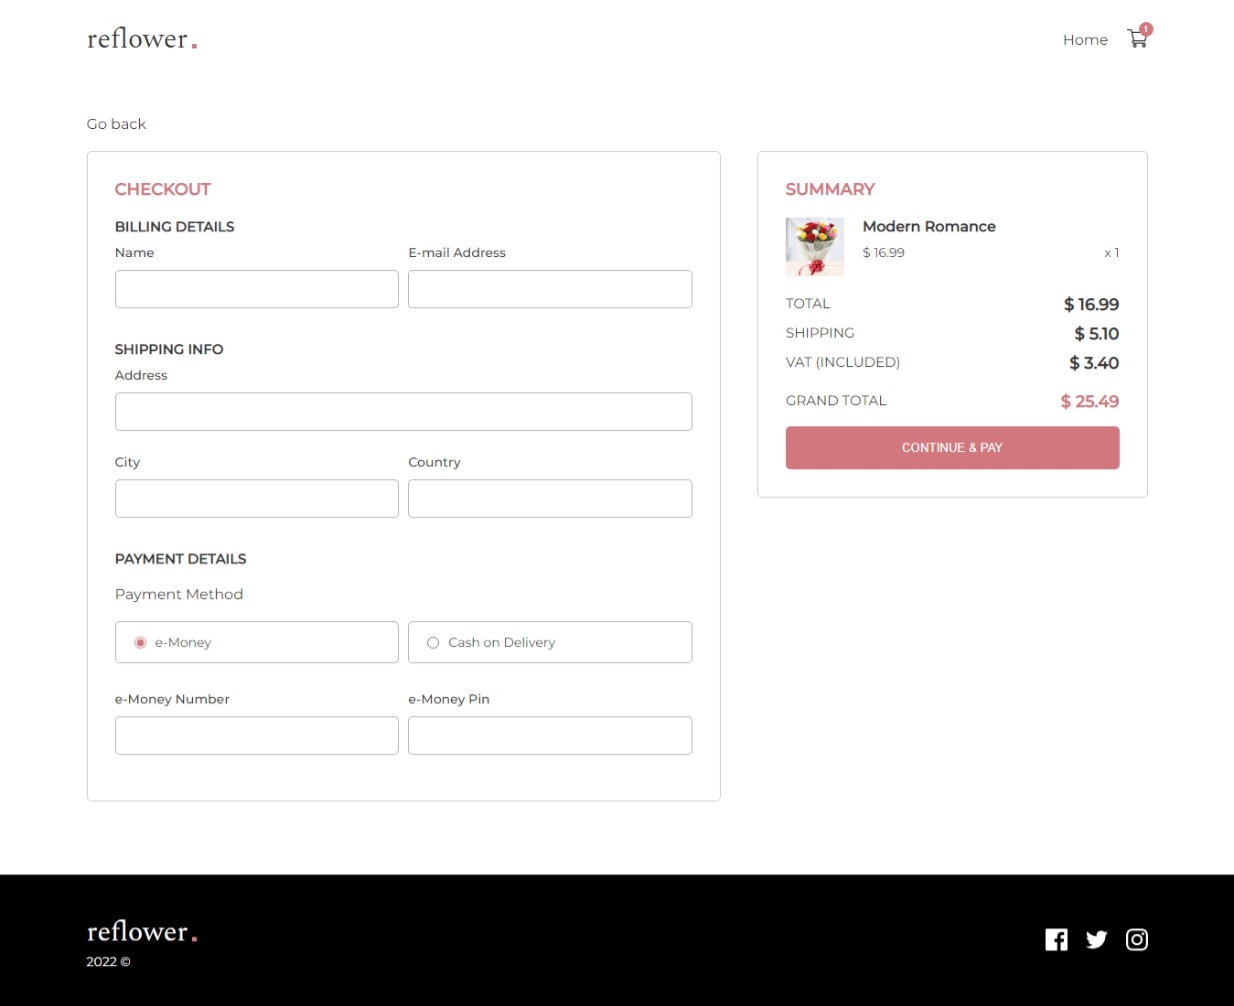 reflower.
Home
1
Go back
CHECKOUT
BILLING DETAILS
Name
E-mail Address
SHIPPING INFO
Address
City
Country
PAYMENT DETAILS
Payment Method
e-Money
Cash on Delivery
e-Money Number
e-Money Pin
SUMMARY
Modern Romance
$ 16.99
x 1
TOTAL
$ 16.99
SHIPPING
$ 5.10
VAT (INCLUDED)
$ 3.40
GRAND TOTAL
$ 25.49
CONTINUE & PAY
reflower.
2022 ©